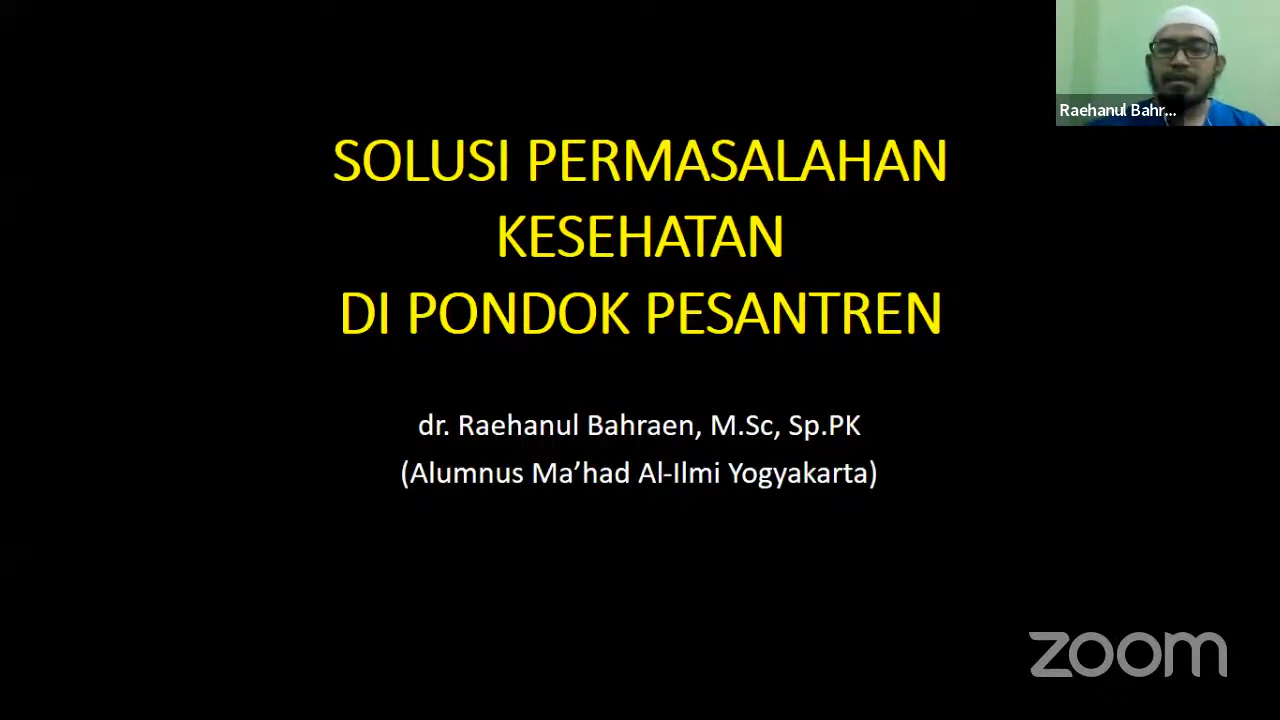 Raehanul Bahr...
SOLUSI PERMASALAHAN
KESEHATAN
DI PONDOK PESANTREN
dr. Raehanul Bahraen, M.Sc, Sp.PK
(Alumnus Ma’had Al-Ilmi Yogyakarta)
zoom